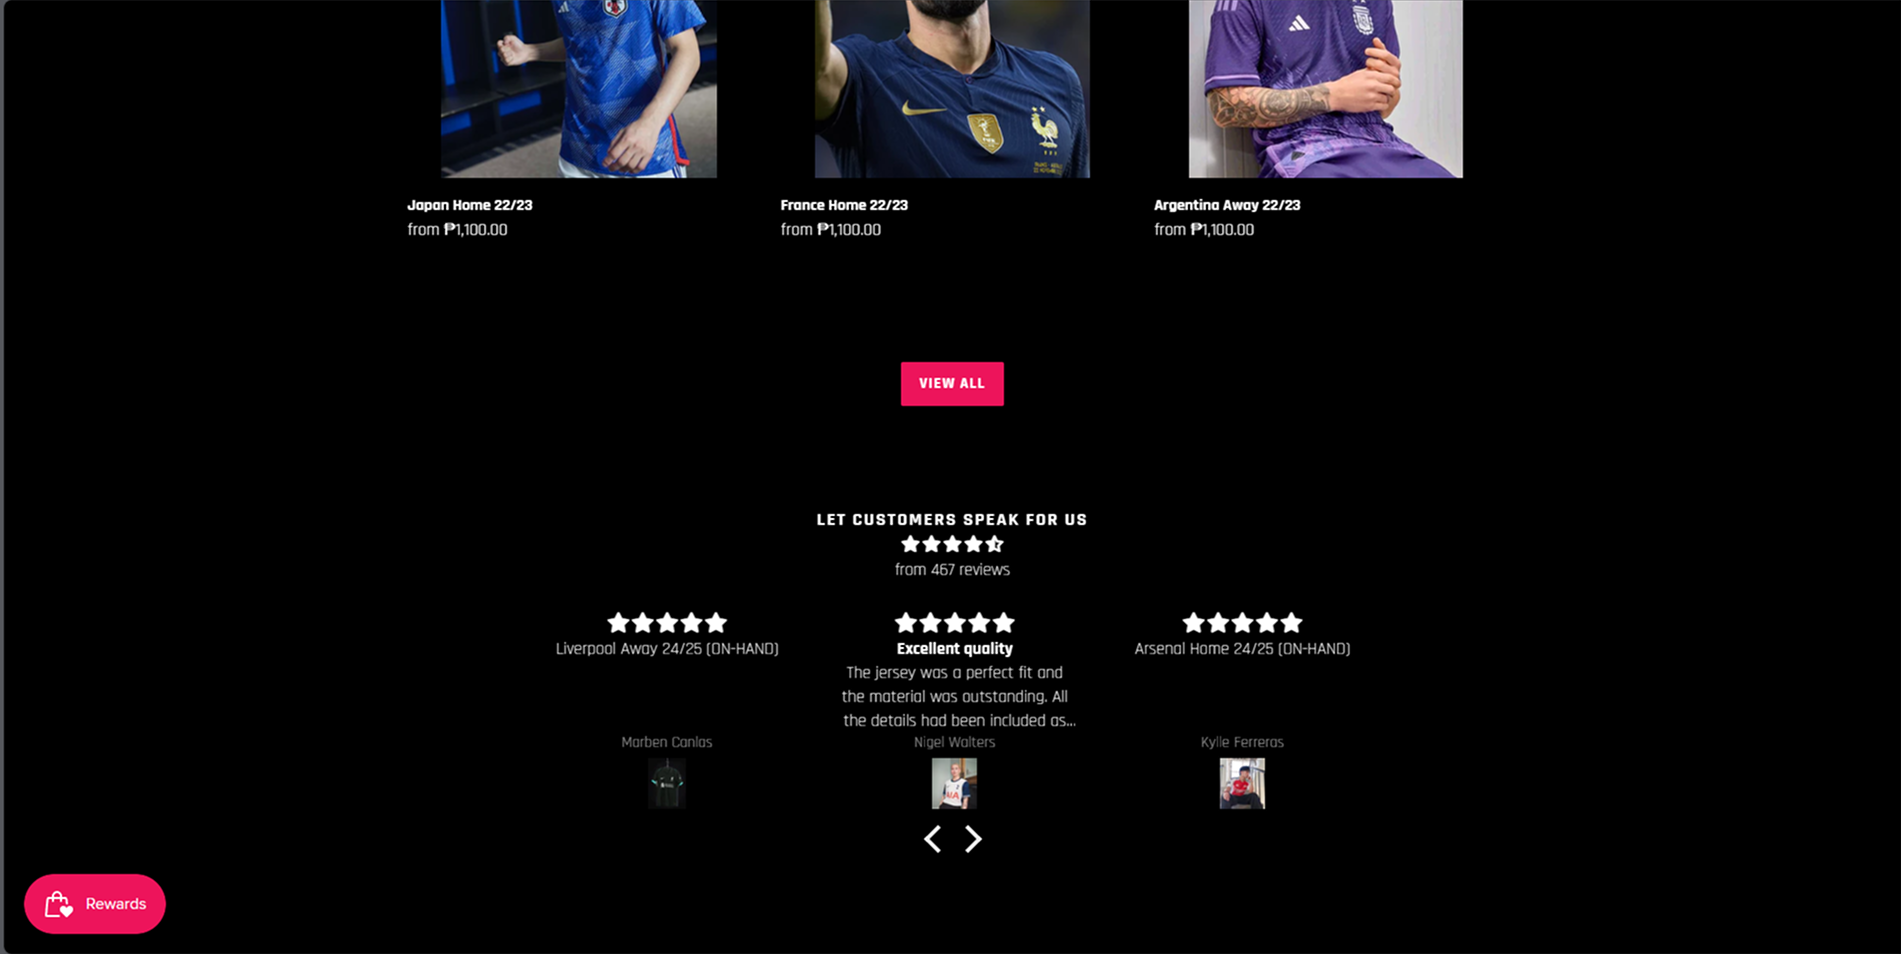 Japan Home 22/23
from ₱1,100.00
France Home 22/23
from ₱1,100.00
Argentina Away 22/23
from ₱1,100.00
VIEW ALL
LET CUSTOMERS SPEAK FOR US
from 467 reviews
Liverpool Away 24/25 (ON-HAND)
Marben Canlas
Excellent quality
The jersey was a perfect fit and
the material was outstanding. All
the details had been included as...
Nigel Walters
Arsenal Home 24/25 (ON-HAND)
Kylle Ferreras
Rewards